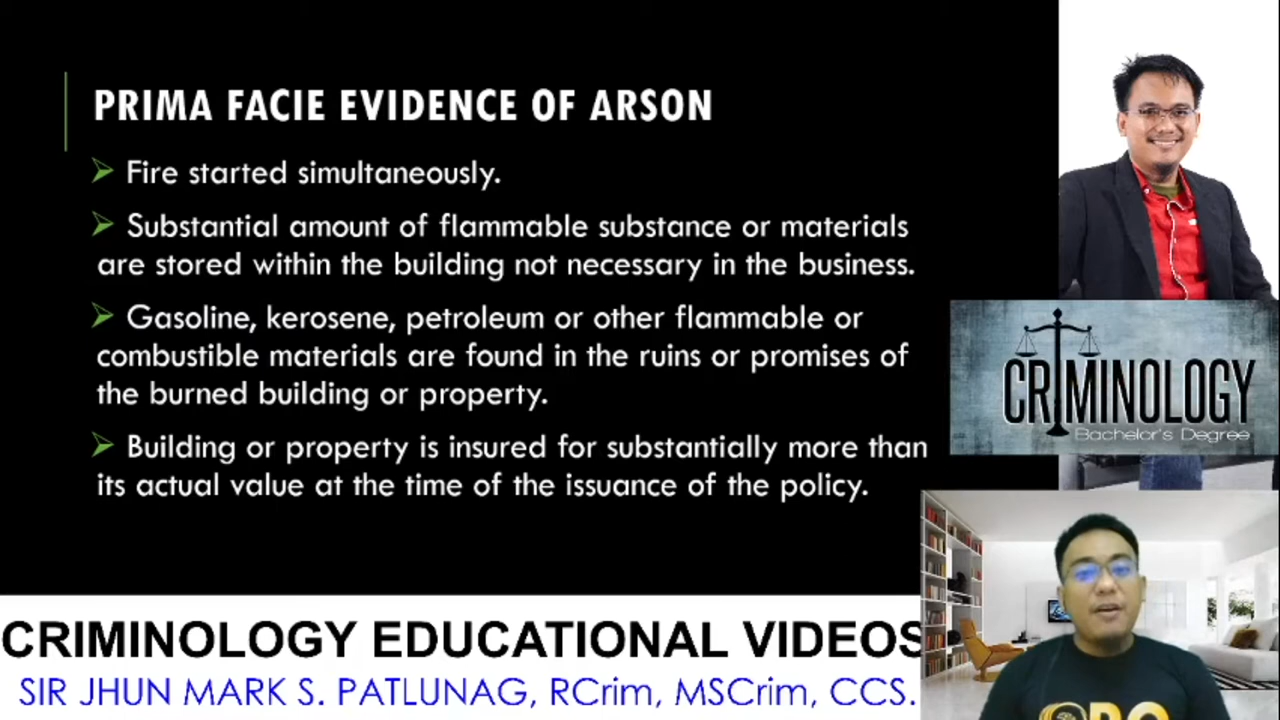 PRIMA FACIE EVIDENCE OF ARSON
Fire started simultaneously.
Substantial amount of flammable substance or materials
are stored within the building not necessary in the business.
Gasoline, kerosene, petroleum or other flammable or
combustible materials are found in the ruins or promises of
the burned building or property.
Building or property is insured for substantially more than
its actual value at the time of the issuance of the policy.
CRIMINOLOGY
Bachelor's Degree
CRIMINOLOGY EDUCATIONAL VIDEOS
SIR JHUN MARK S. PATLUNAG, RCrim, MSCrim, CCS.